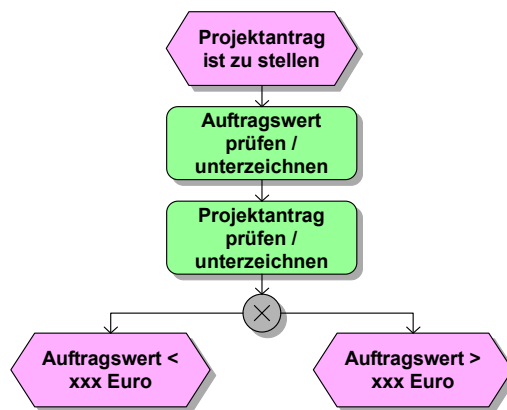 Projektantrag
ist zu stellen
Auftragswert
prüfen /
unterzeichnen
Projektantrag
prüfen /
unterzeichnen
Auftragswert <
xxx Euro
Auftragswert >
xxx Euro